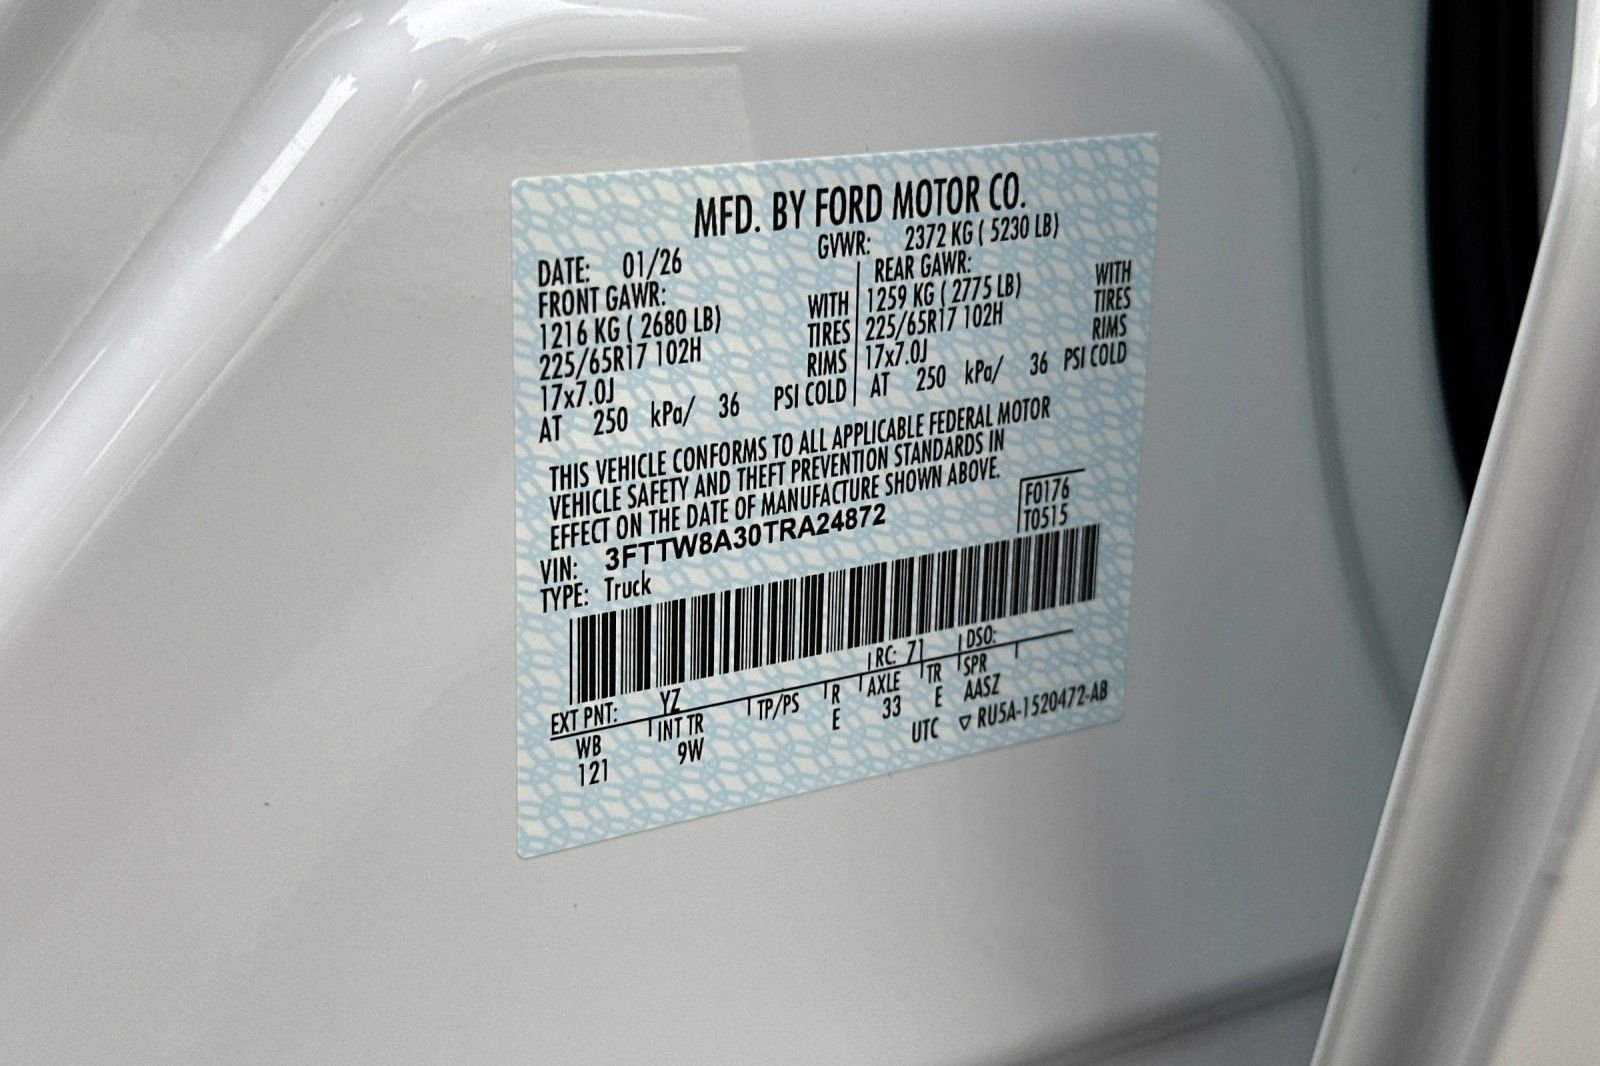 MFD. BY FORD MOTOR CO.
DATE: 01/26 GVWR: 2372 KG ( 5230 LB)
FRONT GAWR: REAR GAWR:
1216 KG ( 2680 LB) WITH 1259 KG ( 2775 LB) WITH
225/65R17 102H TIRES 225/65R17 102H TIRES
17x7.0J RIMS 17x7.0J RIMS
AT 250 kPa/ 36 PSI COLD AT 250 kPa/ 36 PSI COLD
THIS VEHICLE CONFORMS TO ALL APPLICABLE FEDERAL MOTOR
VEHICLE SAFETY AND THEFT PREVENTION STANDARDS IN
EFFECT ON THE DATE OF MANUFACTURE SHOWN ABOVE.
F0176
VIN: 3FTTW8A30TRA24872 T0515
TYPE: Truck
EXT PNT: YZ RC: 71 DSO:
WB INT TR TP/PS R AXLE TR SPR
121 9W E 33 E AASZ
UTC ▽ RU5A-1520472-AB